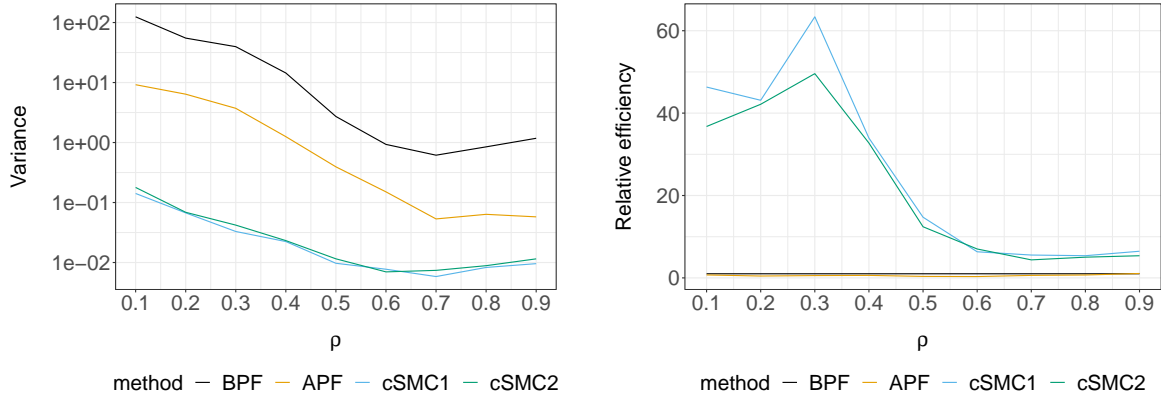 Variance
1e+02
1e+01
1e+00
1e−01
1e−02
0.1 0.2 0.3 0.4 0.5 0.6 0.7 0.8 0.9
ρ
method BPF APF cSMC1 cSMC2
Relative efficiency
60
40
20
0
0.1 0.2 0.3 0.4 0.5 0.6 0.7 0.8 0.9
ρ
method BPF APF cSMC1 cSMC2